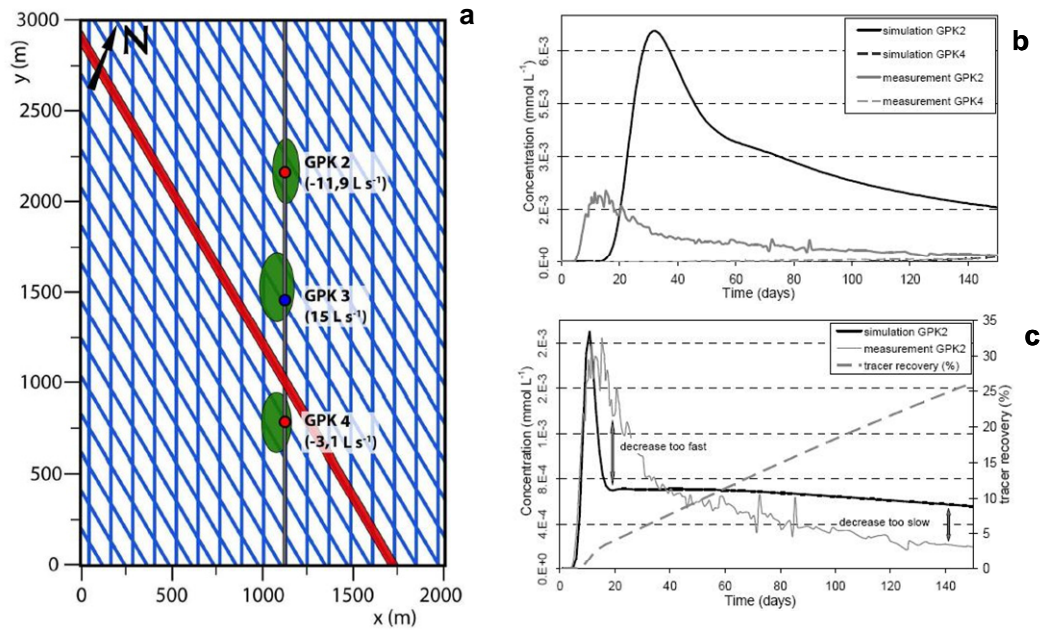 a
3000
2500
2000
1500
1000
500
0
y (m)
N
GPK 2
(-11,9 L s⁻¹)
GPK 3
(15 L s⁻¹)
GPK 4
(-3,1 L s⁻¹)
0
500
1000
1500
2000
x (m)
b
simulation GPK2
simulation GPK4
measurement GPK2
measurement GPK4
Concentration (mmol L⁻¹)
6.E-3
5.E-3
3.E-3
2.E-3
0.E+0
0 20 40 60 80 100 120 140
Time (days)
c
simulation GPK2
measurement GPK2
tracer recovery (%)
Concentration (mmol L⁻¹)
2.E-3
2.E-3
1.E-3
8.E-4
4.E-4
0.E+0
decrease too fast
decrease too slow
35
30
25
20
15
10
5
0
tracer recovery (%)
0 20 40 60 80 100 120 140
Time (days)